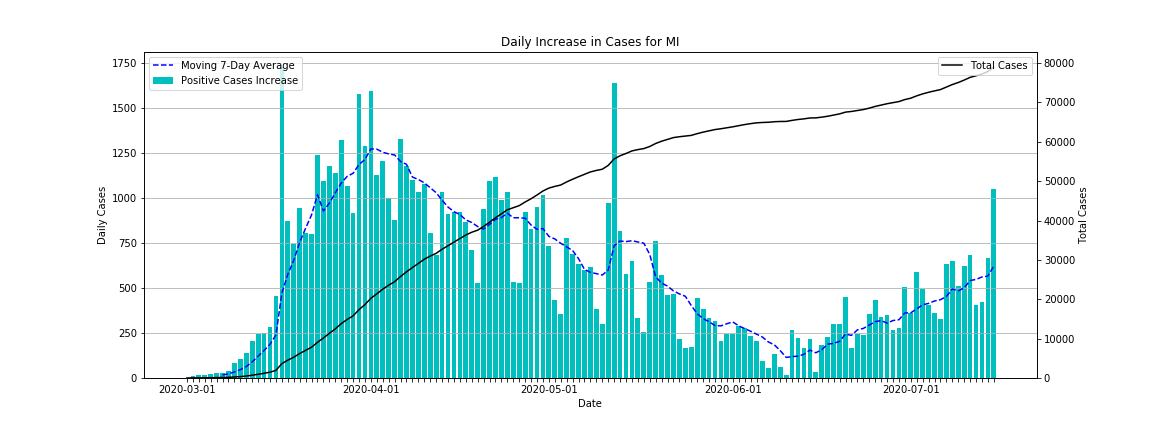 Daily Increase in Cases for MI
Moving 7-Day Average
Positive Cases Increase
Total Cases
1750
1500
1250
1000
750
500
250
0
Daily Cases
80000
70000
60000
50000
40000
30000
20000
10000
0
Total Cases
2020-03-01 2020-04-01 2020-05-01 2020-06-01 2020-07-01
Date